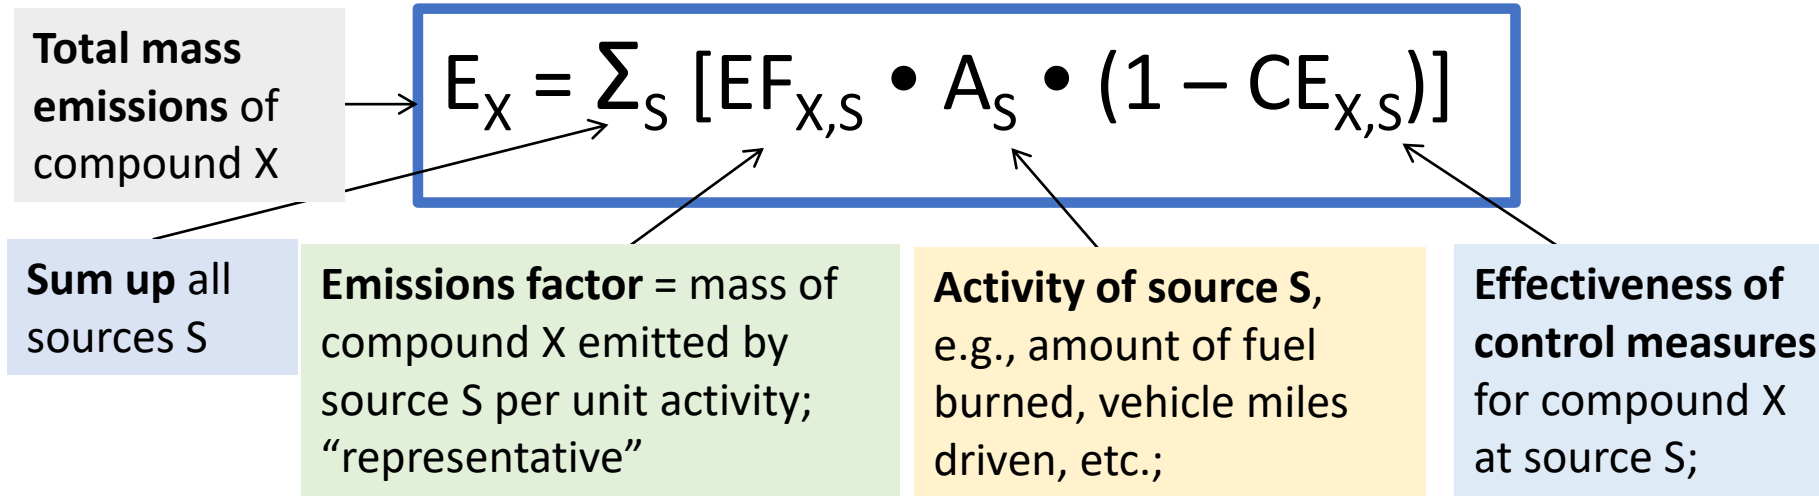 Total mass
emissions of
compound X
E_X = Σ_S [EF_X,S • A_S • (1 – CE_X,S)]
Sum up all
sources S
Emissions factor = mass of
compound X emitted by
source S per unit activity;
“representative”
Activity of source S,
e.g., amount of fuel
burned, vehicle miles
driven, etc.;
Effectiveness of
control measures
for compound X
at source S;